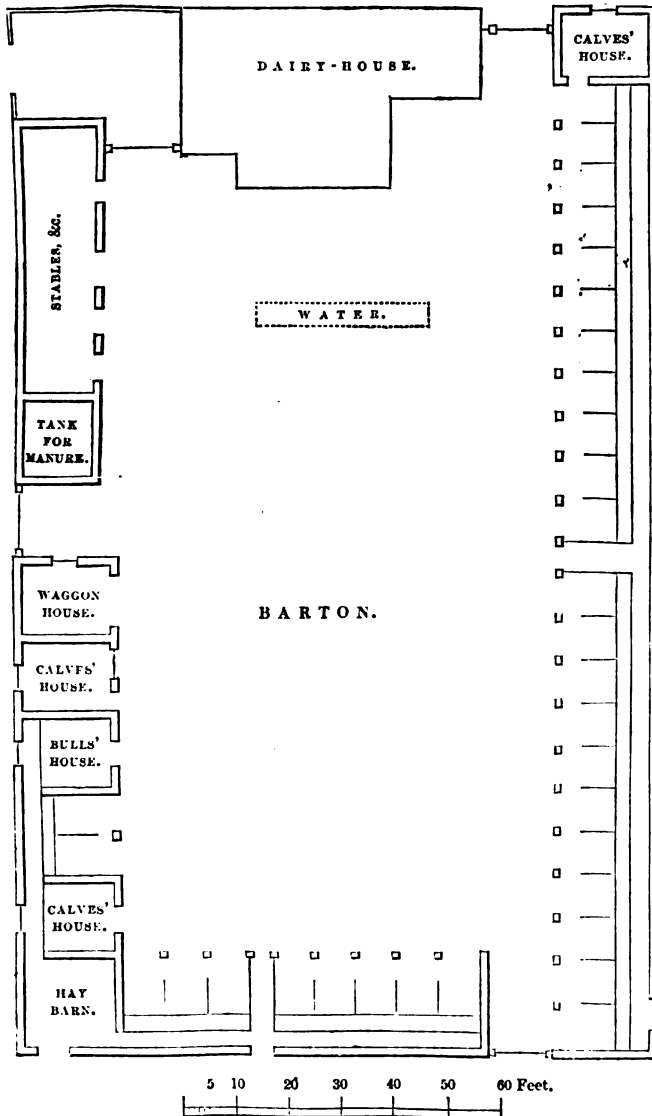 DAIRY-HOUSE.
CALVES'
HOUSE.
STABLES, &c.
WATER.
TANK
FOR
MANURE.
WAGGON
HOUSE.
BARTON.
CALVES'
HOUSE.
BULLS'
HOUSE.
CALVES'
HOUSE.
HAY
BARN.
5 10 20 30 40 50 60 Feet.